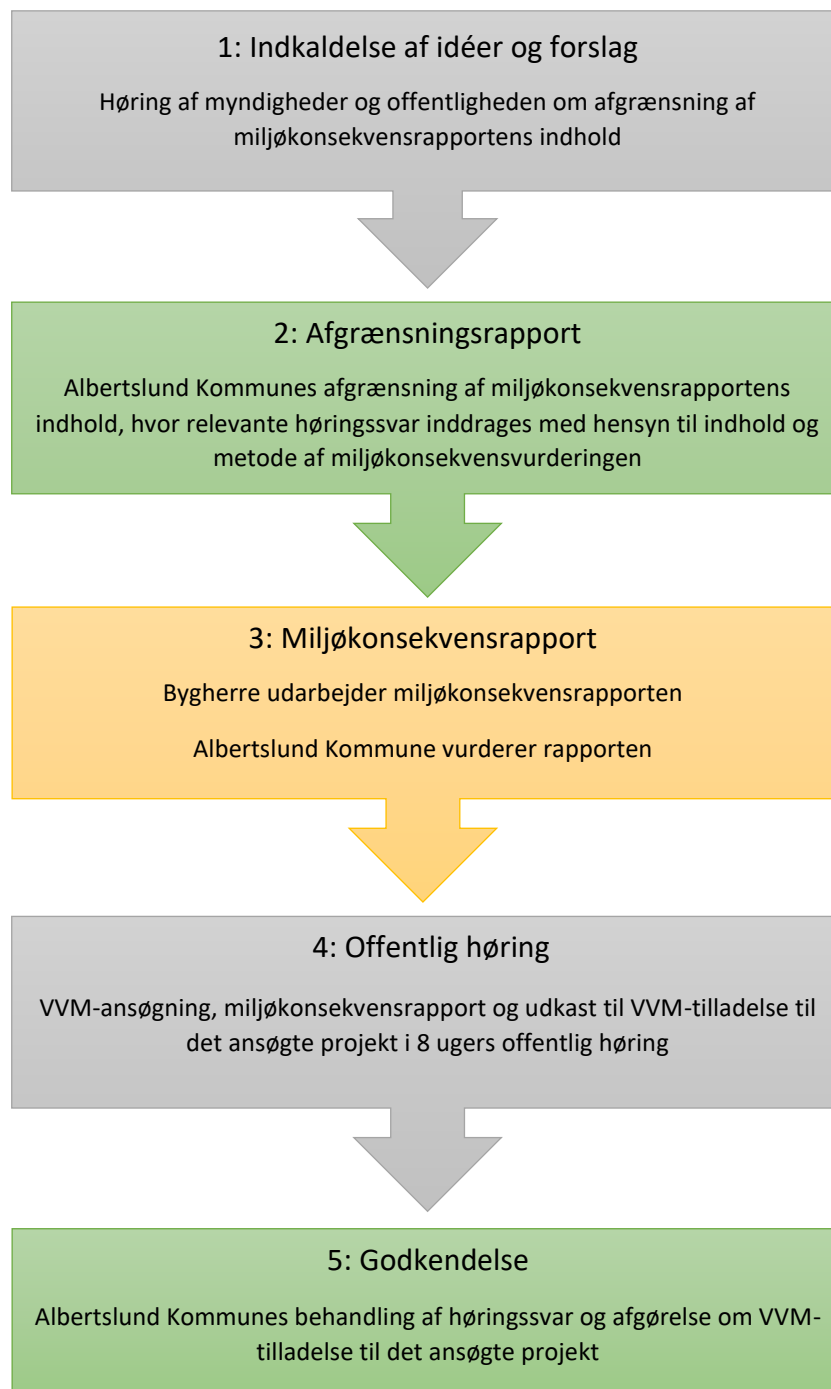 1: Indkaldelse af idéer og forslag
Høring af myndigheder og offentligheden om afgrænsning af
miljøkonsekvensrapportens indhold
2: Afgrænsningsrapport
Albertslund Kommunes afgrænsning af miljøkonsekvensrapportens
indhold, hvor relevante høringssvar inddrages med hensyn til indhold og
metode af miljøkonsekvensvurderingen
3: Miljøkonsekvensrapport
Bygherre udarbejder miljøkonsekvensrapporten
Albertslund Kommune vurderer rapporten
4: Offentlig høring
VVM-ansøgning, miljøkonsekvensrapport og udkast til VVM-tilladelse til
det ansøgte projekt i 8 ugers offentlig høring
5: Godkendelse
Albertslund Kommunes behandling af høringssvar og afgørelse om VVM-
tilladelse til det ansøgte projekt